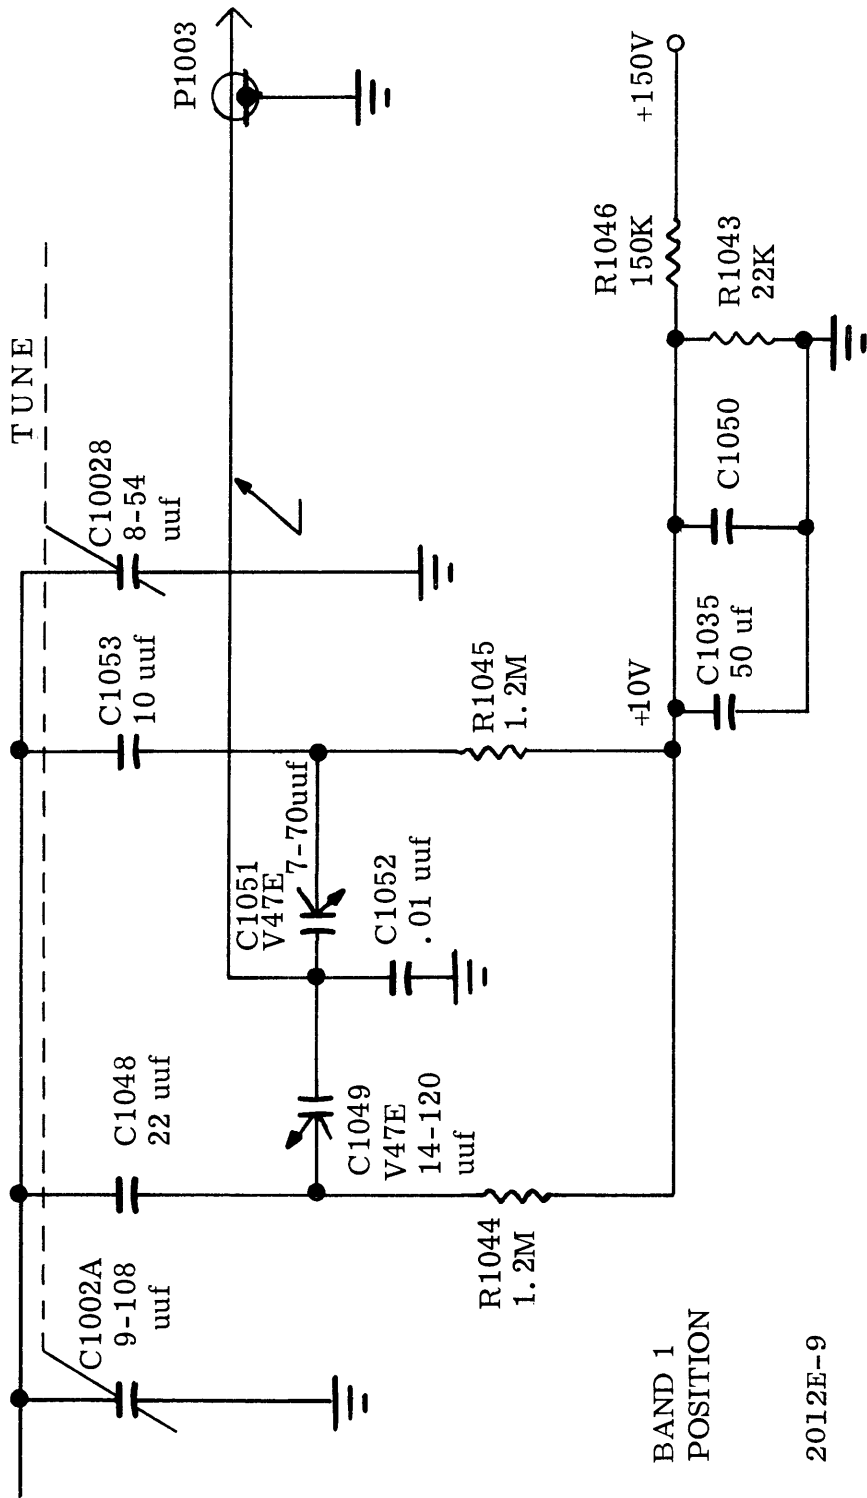 TUNE
P1003
C1002A
9-108
uuf
C1048
22 uuf
C1053
10 uuf
C10028
8-54
uuf
C1051
V47E
7-70uuf
C1049
V47E
14-120
uuf
C1052
.01 uuf
R1044
1.2M
R1045
1.2M
+10V
C1035
50 uf
C1050
R1046
150K
R1043
22K
+150V
BAND 1
POSITION
2012E-9